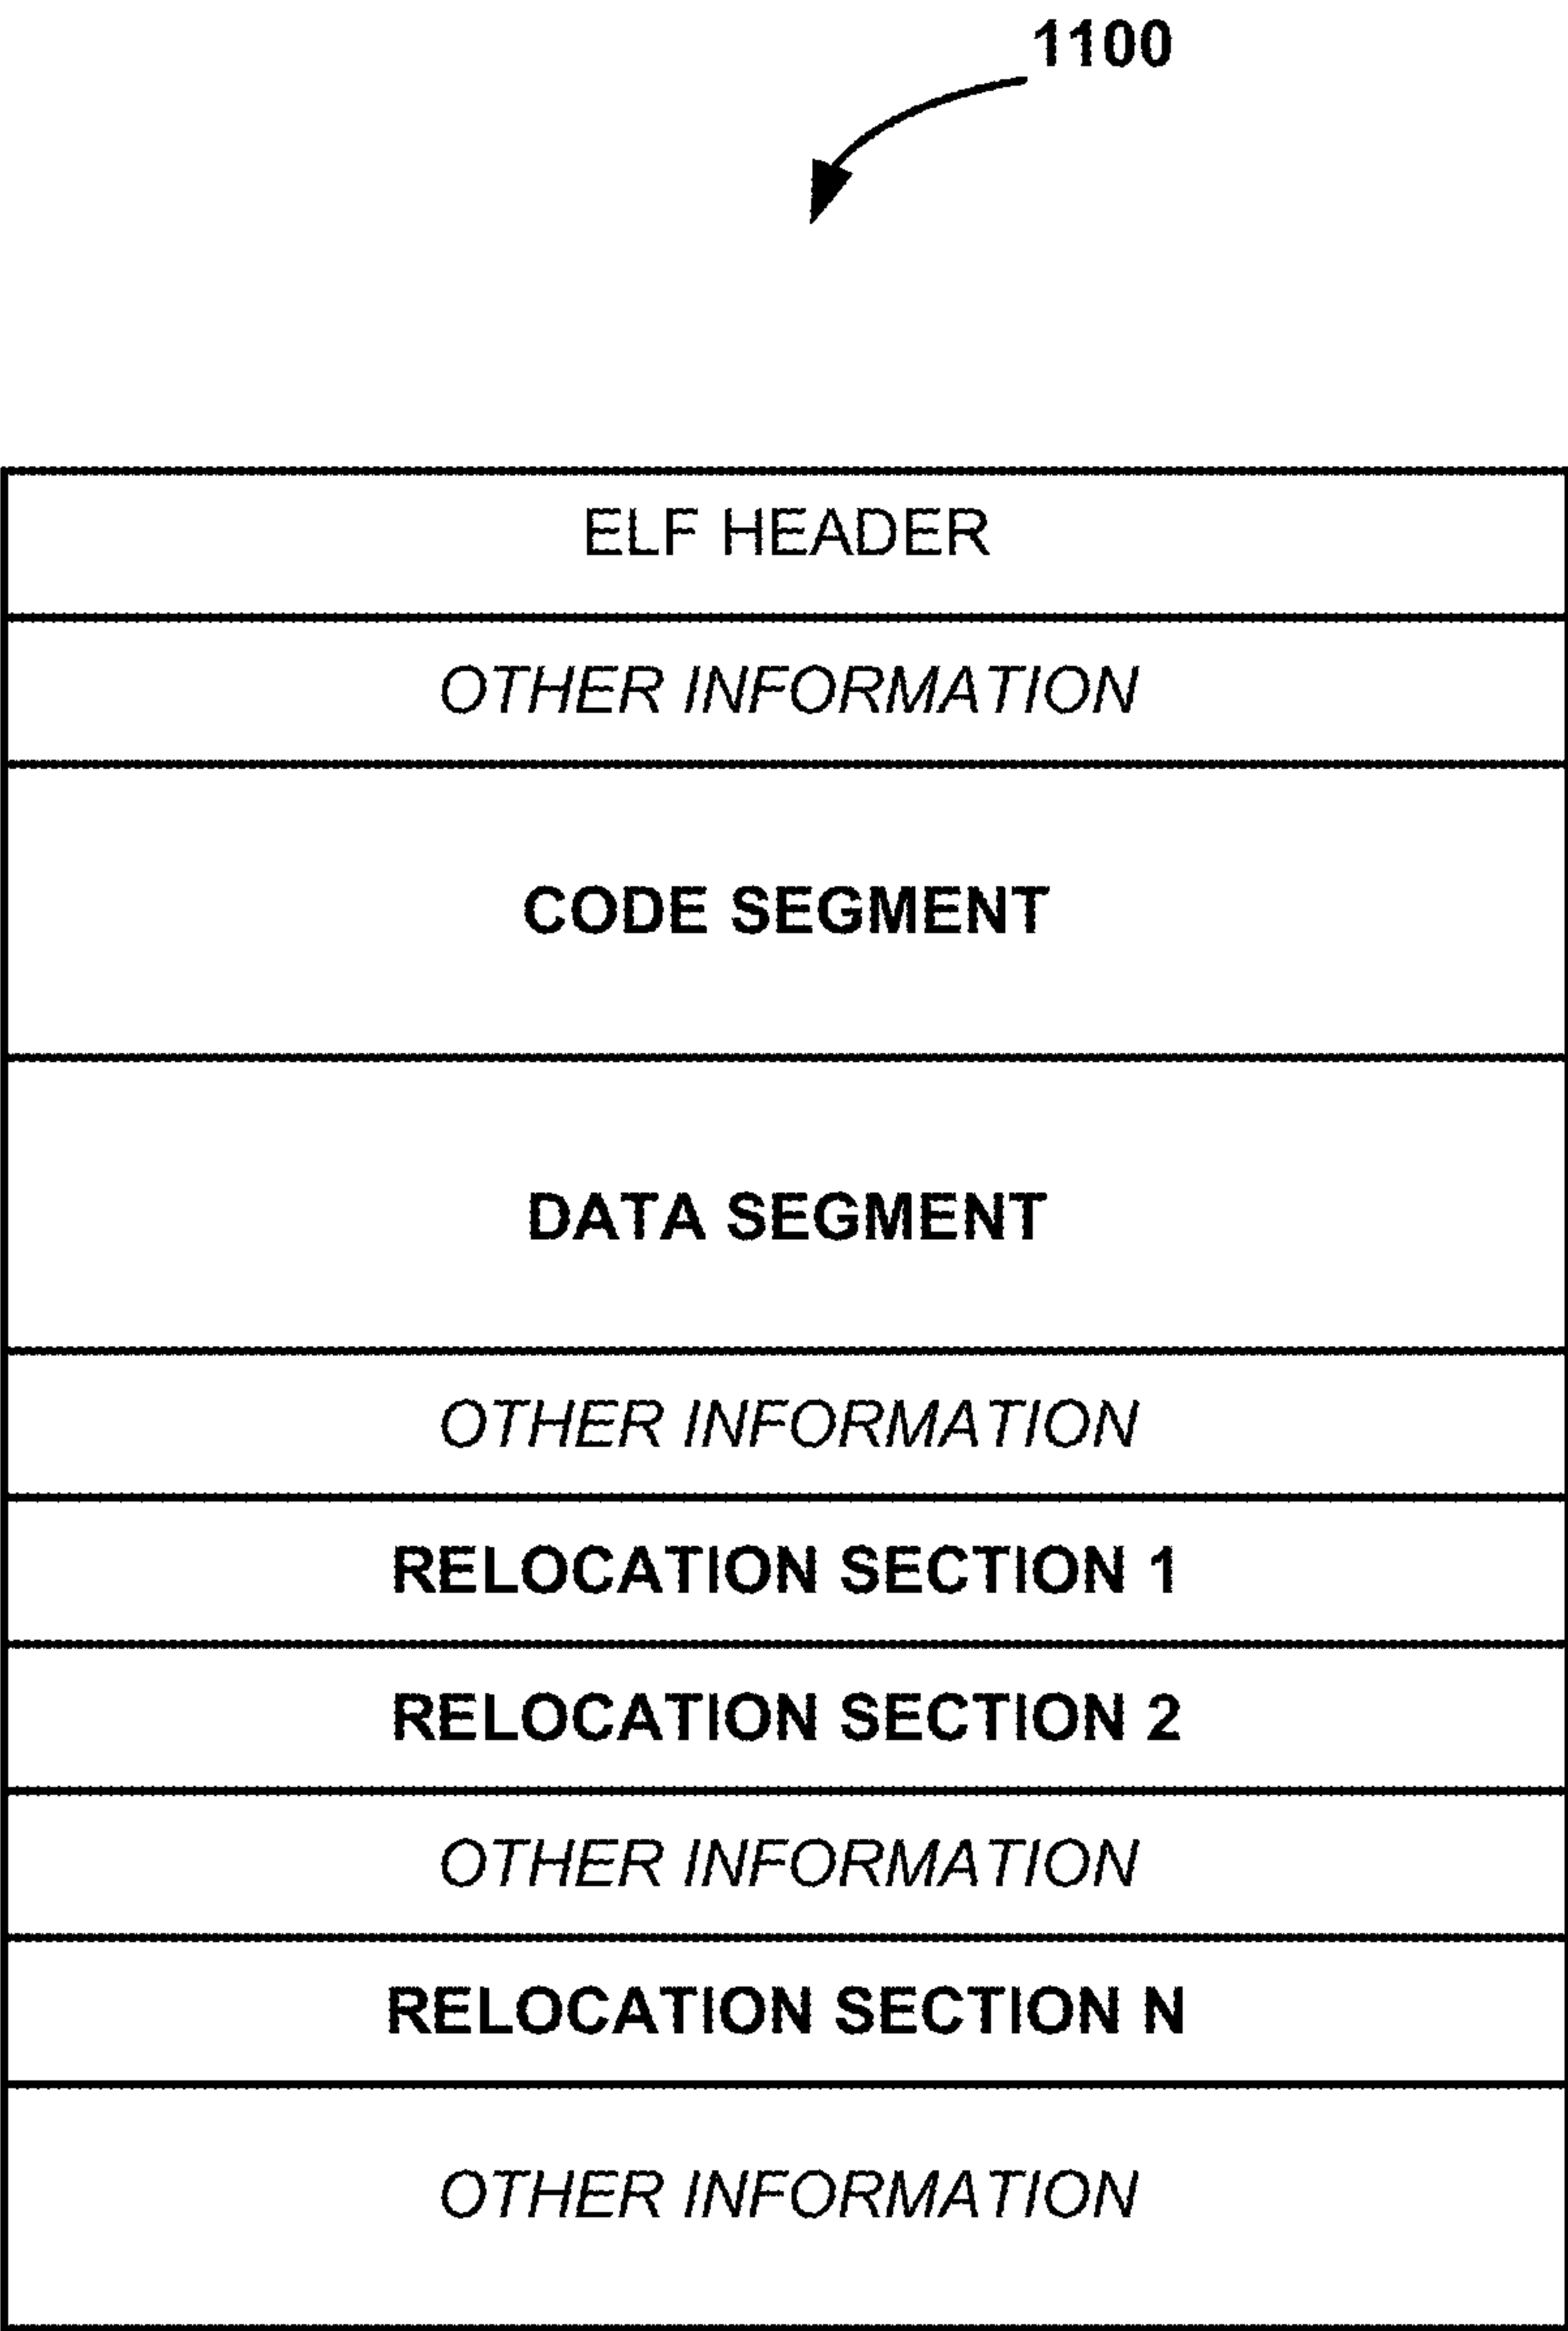 1100
ELF HEADER
OTHER INFORMATION
CODE SEGMENT
DATA SEGMENT
OTHER INFORMATION
RELOCATION SECTION 1
RELOCATION SECTION 2
OTHER INFORMATION
RELOCATION SECTION N
OTHER INFORMATION